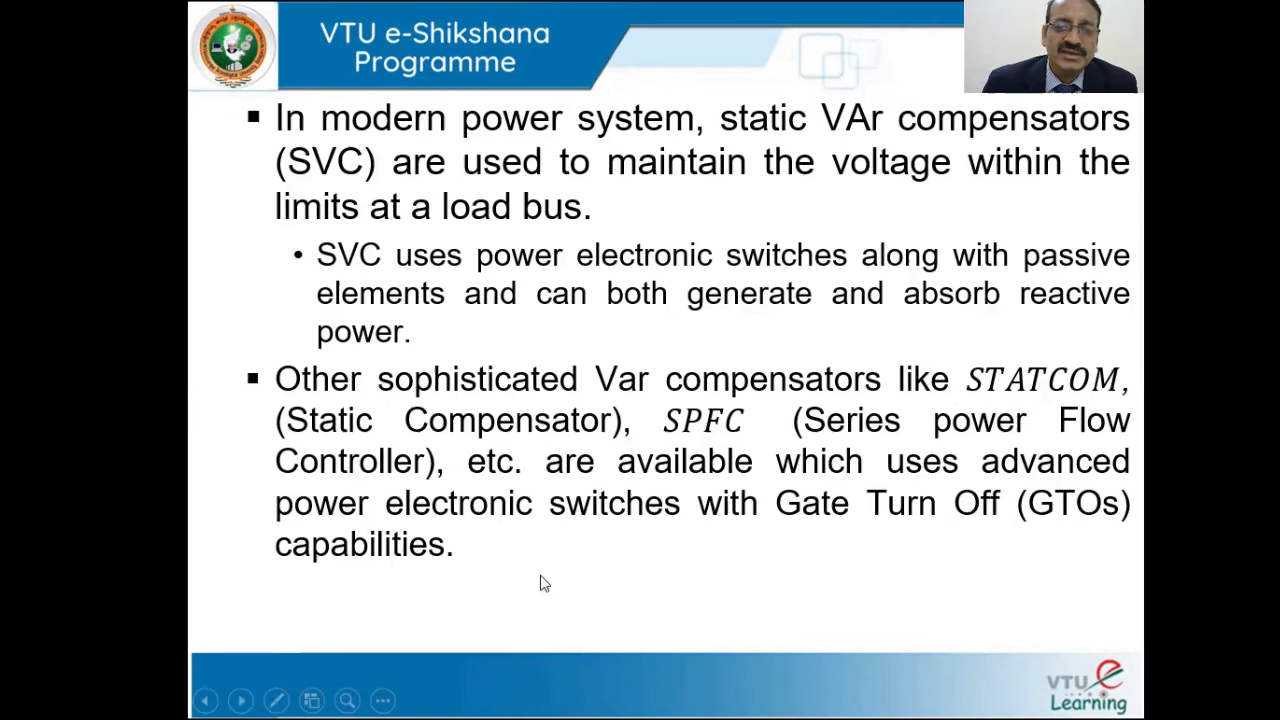 VTU e-Shikshana
Programme
▪ In modern power system, static VAr compensators
(SVC) are used to maintain the voltage within the
limits at a load bus.
• SVC uses power electronic switches along with passive
elements and can both generate and absorb reactive
power.
▪ Other sophisticated Var compensators like STATCOM,
(Static Compensator), SPFC (Series power Flow
Controller), etc. are available which uses advanced
power electronic switches with Gate Turn Off (GTOs)
capabilities.
VTU e
Learning